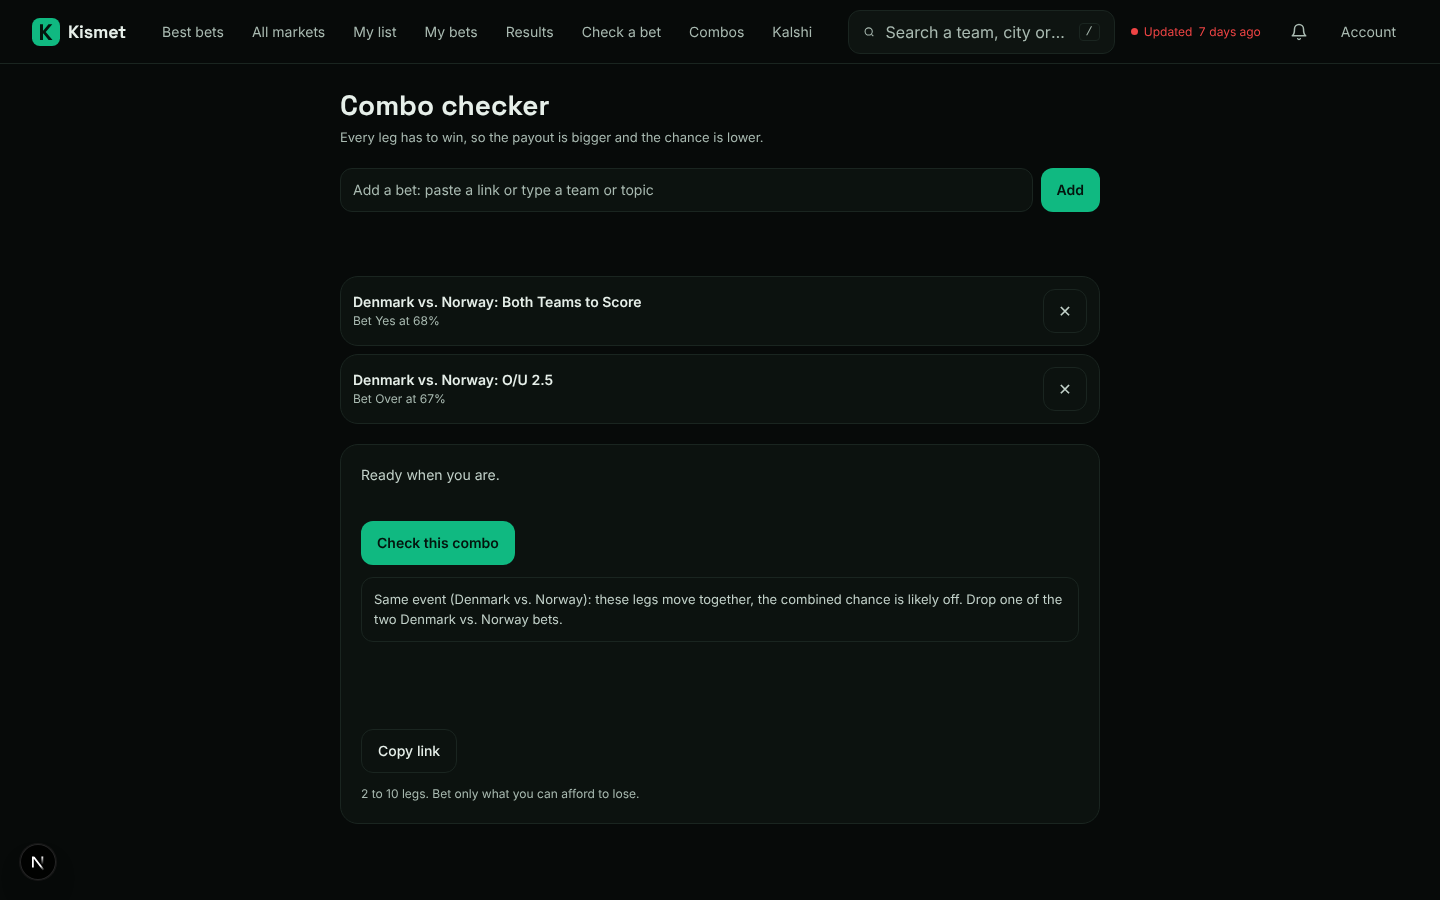 K Kismet
Best bets
All markets
My list
My bets
Results
Check a bet
Combos
Kalshi
Search a team, city or...
/
Updated 7 days ago
Account
Combo checker
Every leg has to win, so the payout is bigger and the chance is lower.
Add a bet: paste a link or type a team or topic
Add
Denmark vs. Norway: Both Teams to Score
Bet Yes at 68%
✕
Denmark vs. Norway: O/U 2.5
Bet Over at 67%
✕
Ready when you are.
Check this combo
Same event (Denmark vs. Norway): these legs move together, the combined chance is likely off. Drop one of the
two Denmark vs. Norway bets.
Copy link
2 to 10 legs. Bet only what you can afford to lose.
N